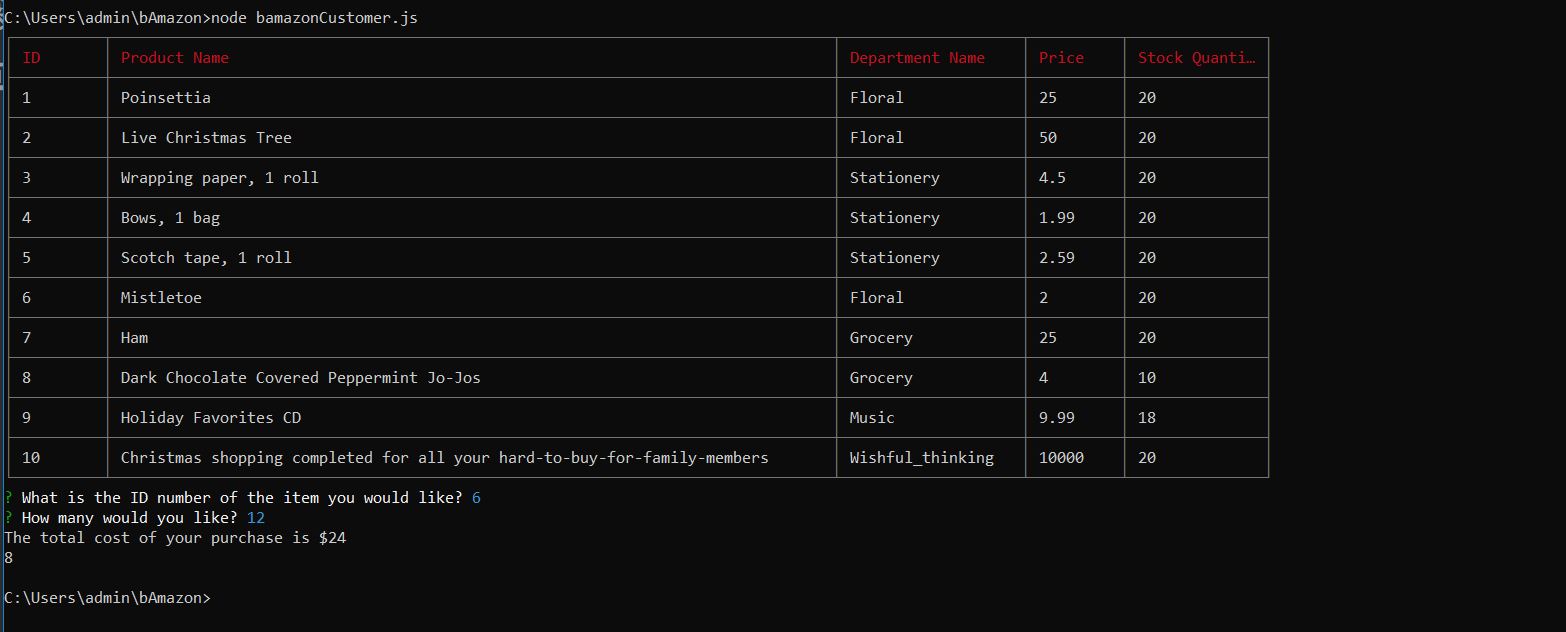 C:\Users\admin\bAmazon>node bamazonCustomer.js
ID Product Name Department Name Price Stock Quanti…
1 Poinsettia Floral 25 20
2 Live Christmas Tree Floral 50 20
3 Wrapping paper, 1 roll Stationery 4.5 20
4 Bows, 1 bag Stationery 1.99 20
5 Scotch tape, 1 roll Stationery 2.59 20
6 Mistletoe Floral 2 20
7 Ham Grocery 25 20
8 Dark Chocolate Covered Peppermint Jo-Jos Grocery 4 10
9 Holiday Favorites CD Music 9.99 18
10 Christmas shopping completed for all your hard-to-buy-for-family-members Wishful_thinking 10000 20
? What is the ID number of the item you would like? 6
? How many would you like? 12
The total cost of your purchase is $24
8
C:\Users\admin\bAmazon>